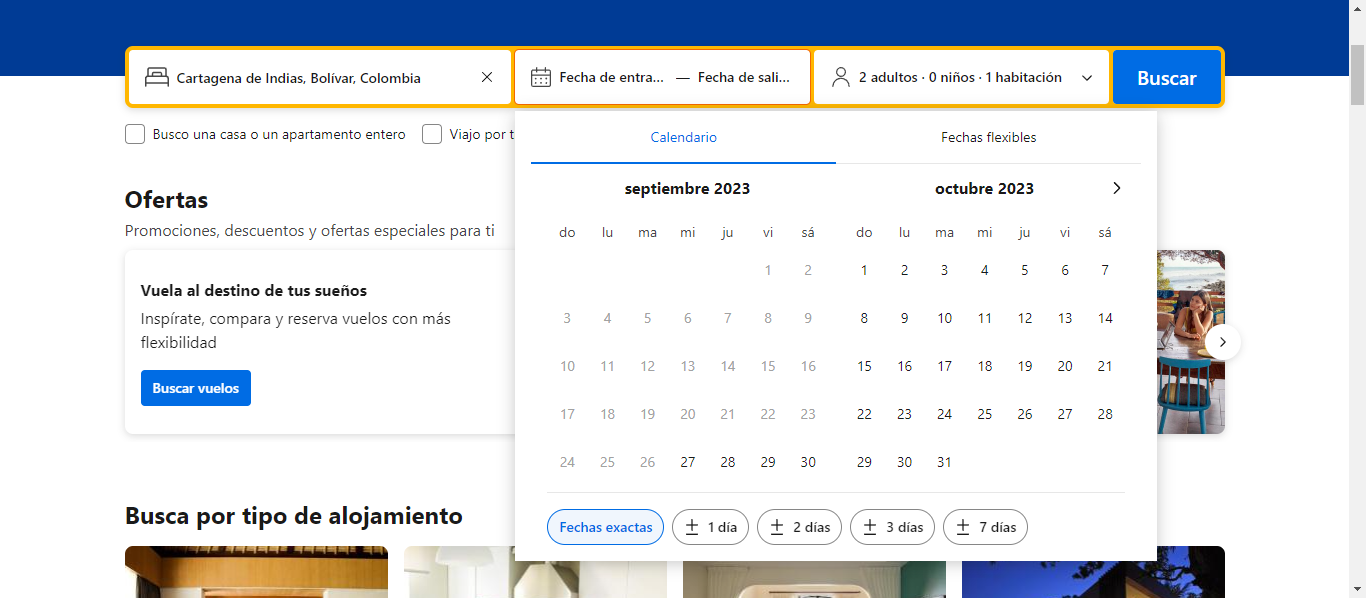 Cartagena de Indias, Bolívar, Colombia
Fecha de entra... — Fecha de sali...
2 adultos · 0 niños · 1 habitación
Buscar
Busco una casa o un apartamento entero
Viajo por t
Calendario
Fechas flexibles
septiembre 2023
do lu ma mi ju vi sá
1 2
3 4 5 6 7 8 9
10 11 12 13 14 15 16
17 18 19 20 21 22 23
24 25 26 27 28 29 30
octubre 2023
do lu ma mi ju vi sá
1 2 3 4 5 6 7
8 9 10 11 12 13 14
15 16 17 18 19 20 21
22 23 24 25 26 27 28
29 30 31
Fechas exactas
± 1 día
± 2 días
± 3 días
± 7 días
Ofertas
Promociones, descuentos y ofertas especiales para ti
Vuela al destino de tus sueños
Inspírate, compara y reserva vuelos con más
flexibilidad
Buscar vuelos
Busca por tipo de alojamiento